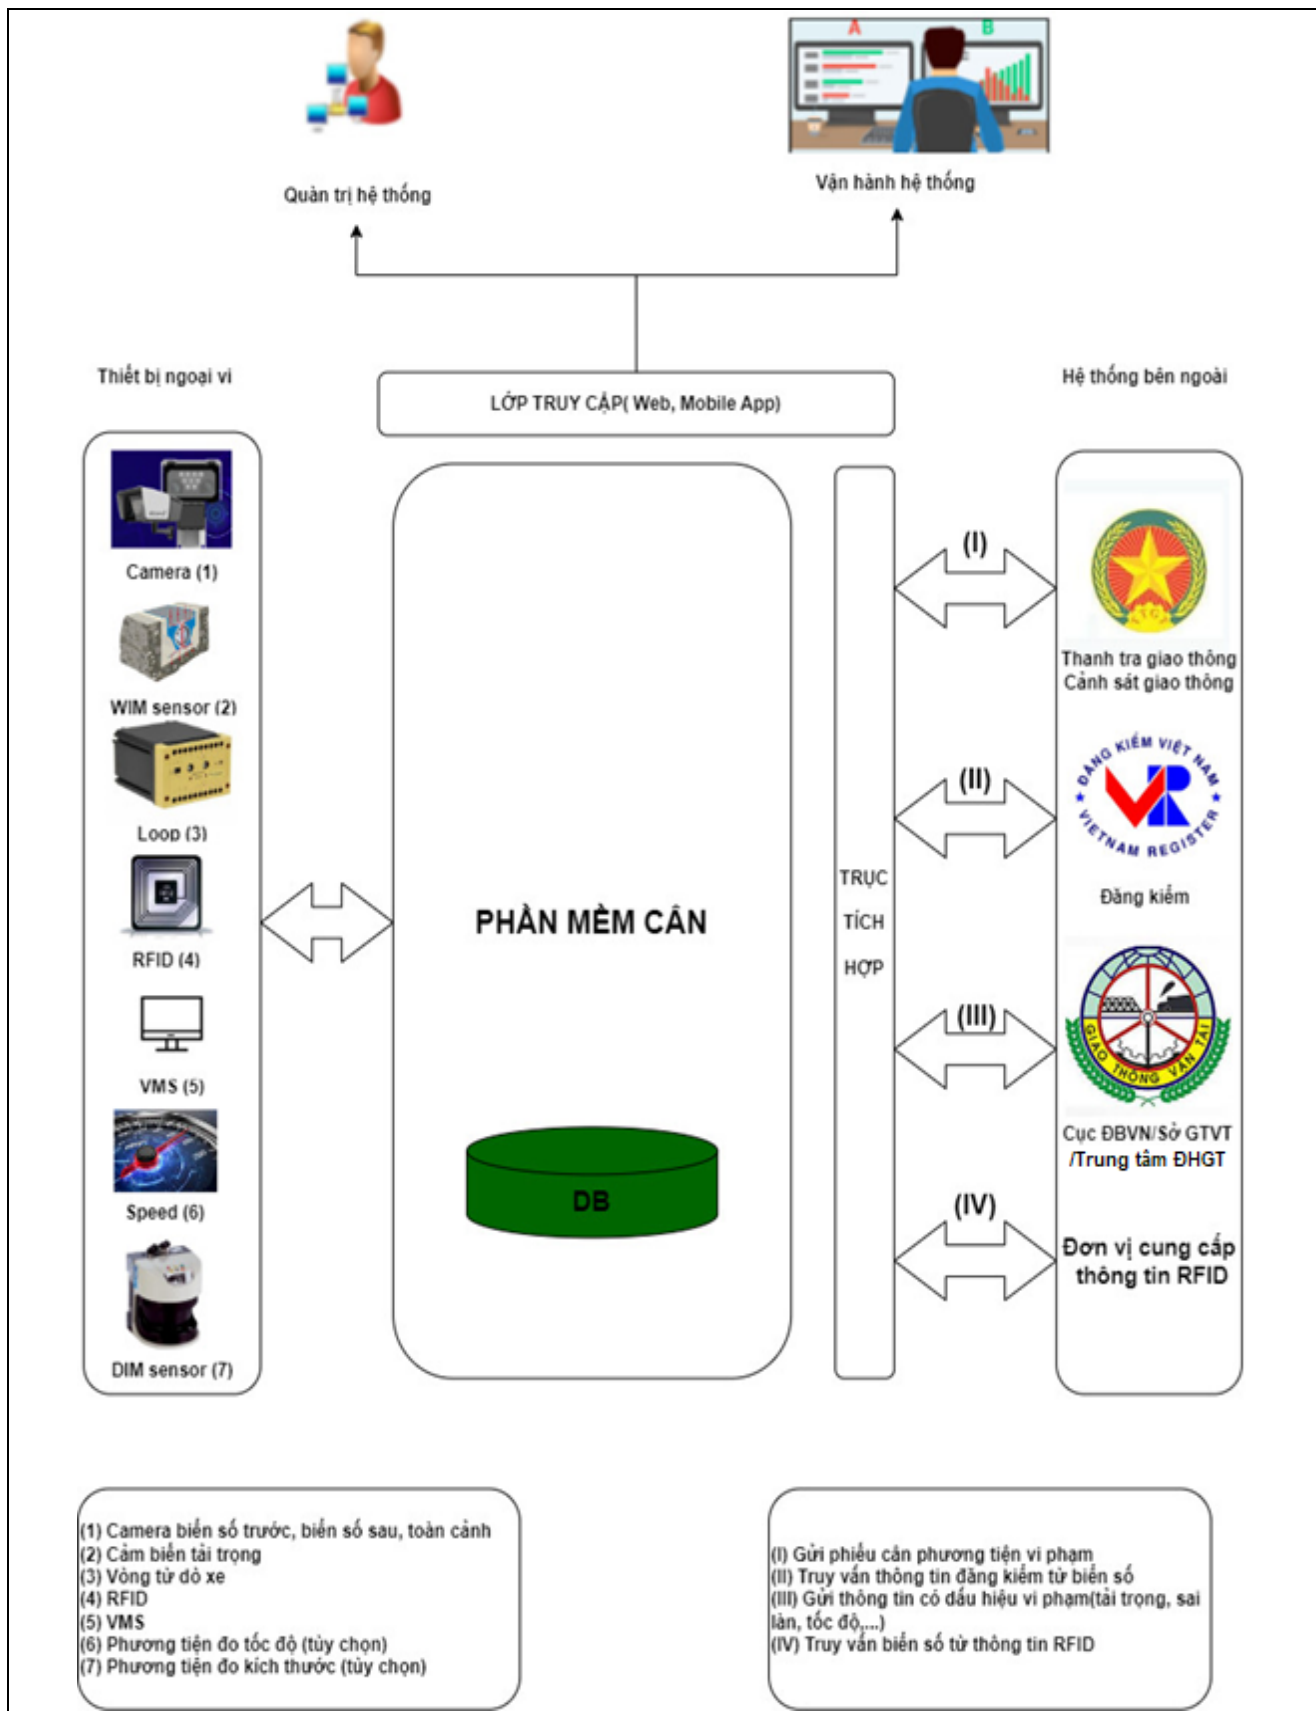 A
B
Quản trị hệ thống
Vận hành hệ thống
Thiết bị ngoại vi
LỚP TRUY CẬP( Web, Mobile App)
Hệ thống bên ngoài
Camera (1)
WIM sensor (2)
Loop (3)
RFID (4)
VMS (5)
Speed (6)
DIM sensor (7)
PHẦN MỀM CÂN
DB
TRỤC
TÍCH
HỢP
(I)
(II)
(III)
(IV)
Thanh tra giao thông
Cảnh sát giao thông
ĐĂNG KIỂM VIỆT NAM
VR
VIETNAM REGISTER
Đăng kiểm
GIAO THÔNG VẬN TẢI
Cục ĐBVN/Sở GTVT
/Trung tâm ĐHGT
Đơn vị cung cấp
thông tin RFID
(1) Camera biển số trước, biển số sau, toàn cảnh
(2) Cảm biến tải trọng
(3) Vòng từ dò xe
(4) RFID
(5) VMS
(6) Phương tiện đo tốc độ (tùy chọn)
(7) Phương tiện đo kích thước (tùy chọn)
(I) Gửi phiếu cân phương tiện vi phạm
(II) Truy vấn thông tin đăng kiểm từ biển số
(III) Gửi thông tin có dấu hiệu vi phạm(tải trọng, sai
làn, tốc độ,...)
(IV) Truy vấn biển số từ thông tin RFID